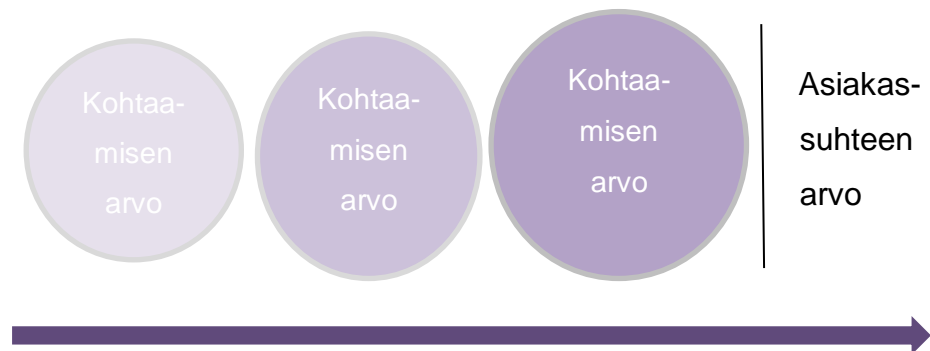 Kohtaa-
misen
arvo
Kohtaa-
misen
arvo
Kohtaa-
misen
arvo
Asiakas-
suhteen
arvo